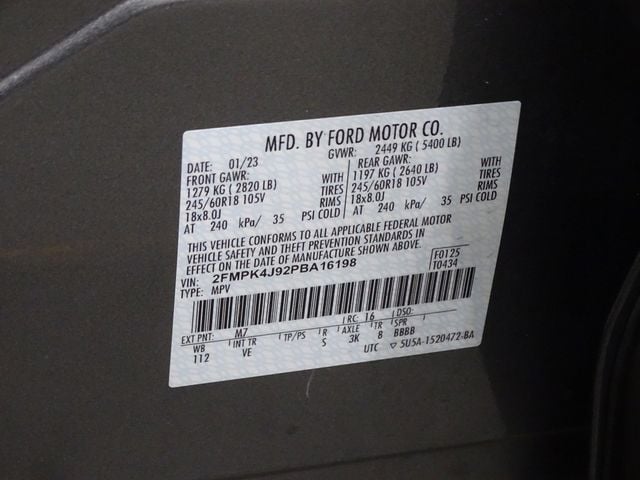 MFD. BY FORD MOTOR CO.
DATE: 01/23 GVWR: 2449 KG ( 5400 LB)
FRONT GAWR: REAR GAWR:
1279 KG ( 2820 LB) WITH 1197 KG ( 2640 LB) WITH
245/60R18 105V TIRES 245/60R18 105V TIRES
18x8.0J RIMS 18x8.0J RIMS
AT 240 kPa/ 35 PSI COLD AT 240 kPa/ 35 PSI COLD
THIS VEHICLE CONFORMS TO ALL APPLICABLE FEDERAL MOTOR
VEHICLE SAFETY AND THEFT PREVENTION STANDARDS IN
EFFECT ON THE DATE OF MANUFACTURE SHOWN ABOVE.
VIN: 2FMPK4J92PBA16198 F0125
TYPE: MPV T0434
EXT PNT: M7 RC: 16 DSO:
WB INT TR TP/PS R AXLE TR SPR
112 VE S 3K 8 BBBB
UTC ▽ 5U5A-1520472-BA